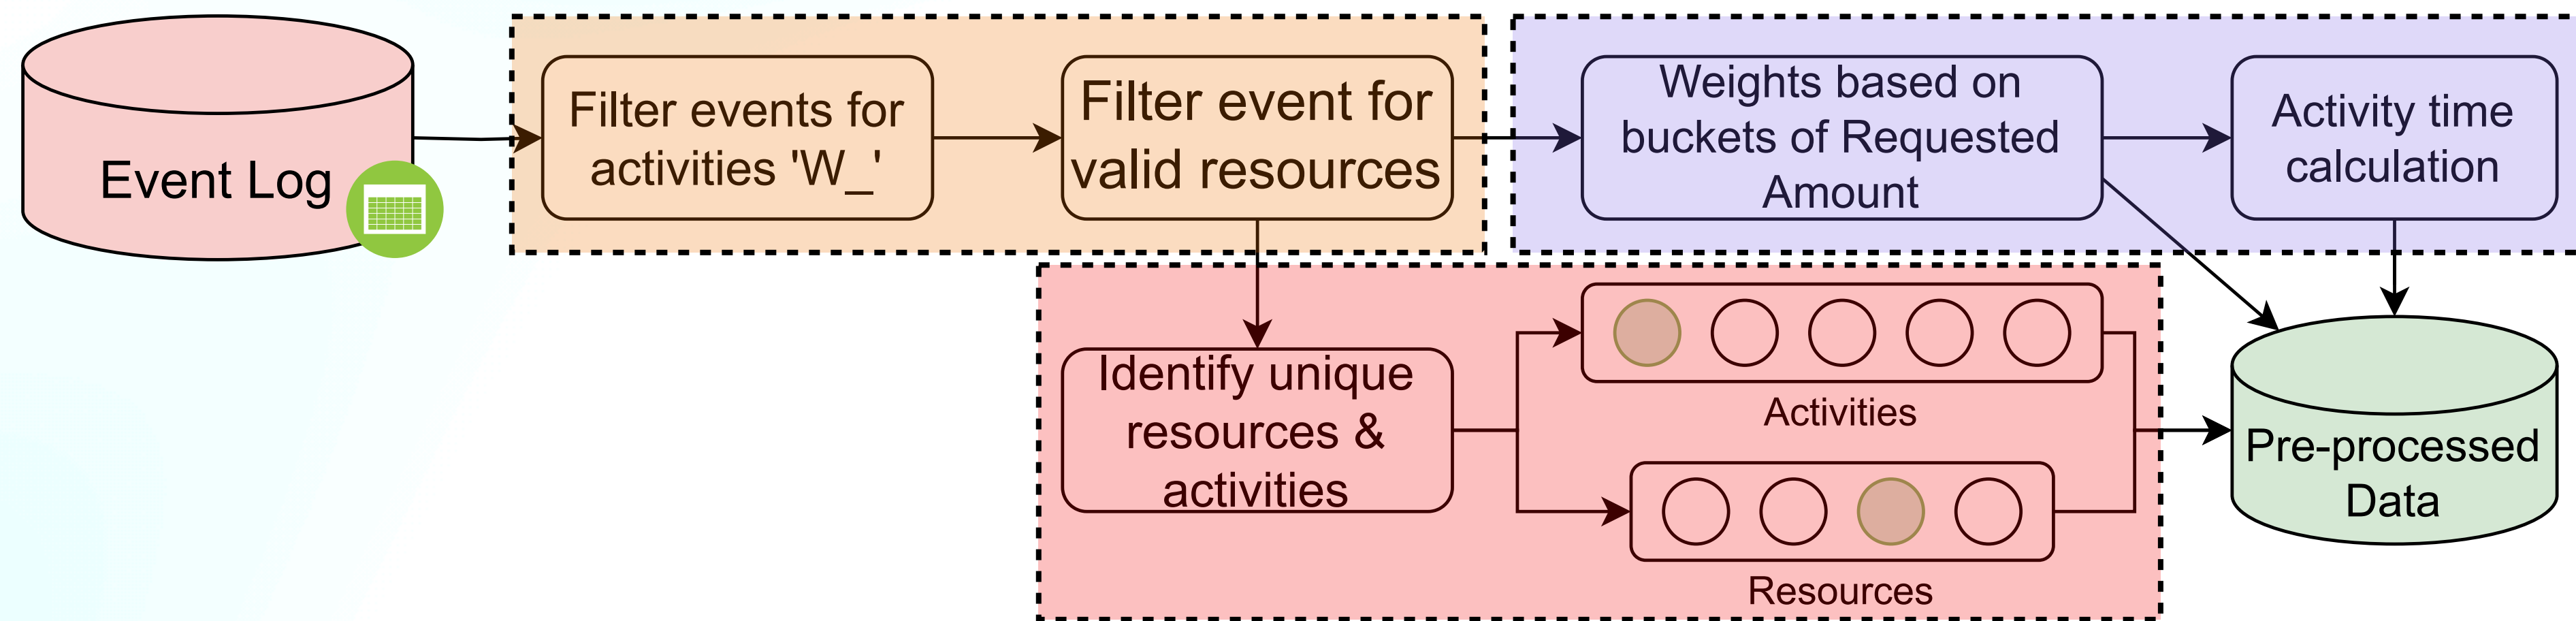 Event Log
Filter events for
activities 'W_'
Filter event for
valid resources
Weights based on
buckets of Requested
Amount
Activity time
calculation
Identify unique
resources &
activities
Activities
Resources
Pre-processed
Data